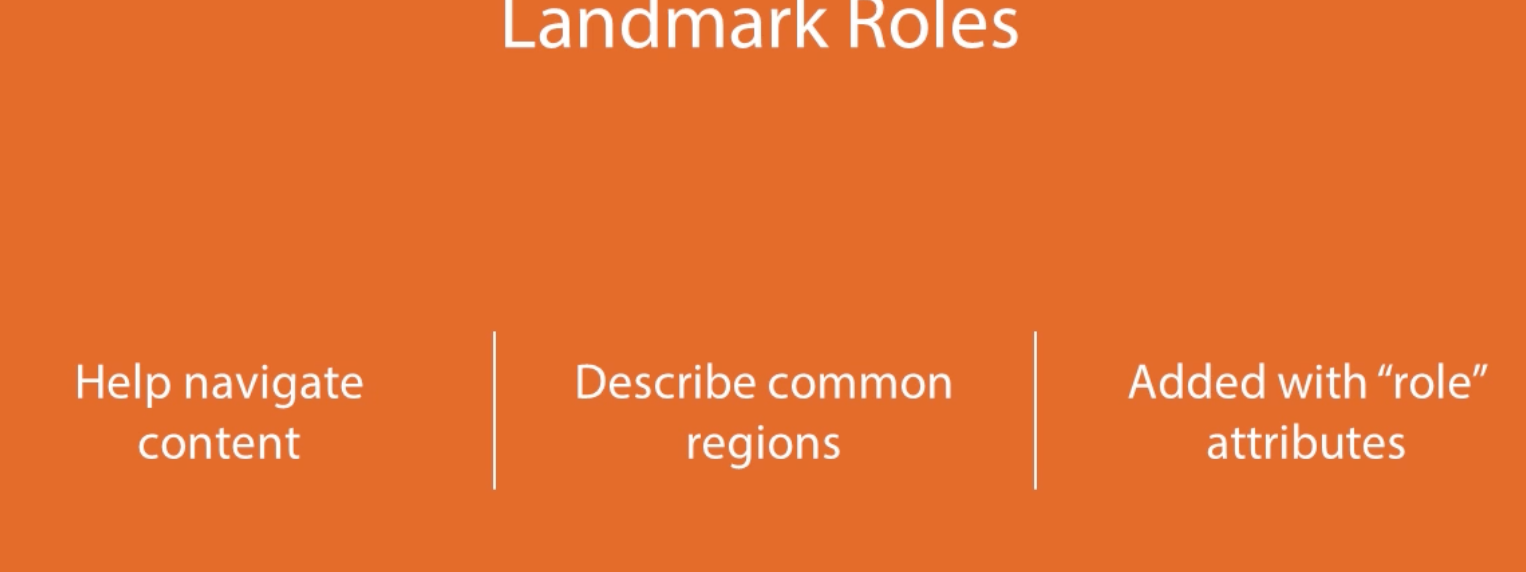 Landmark Roles
Help navigate
content
Describe common
regions
Added with “role”
attributes